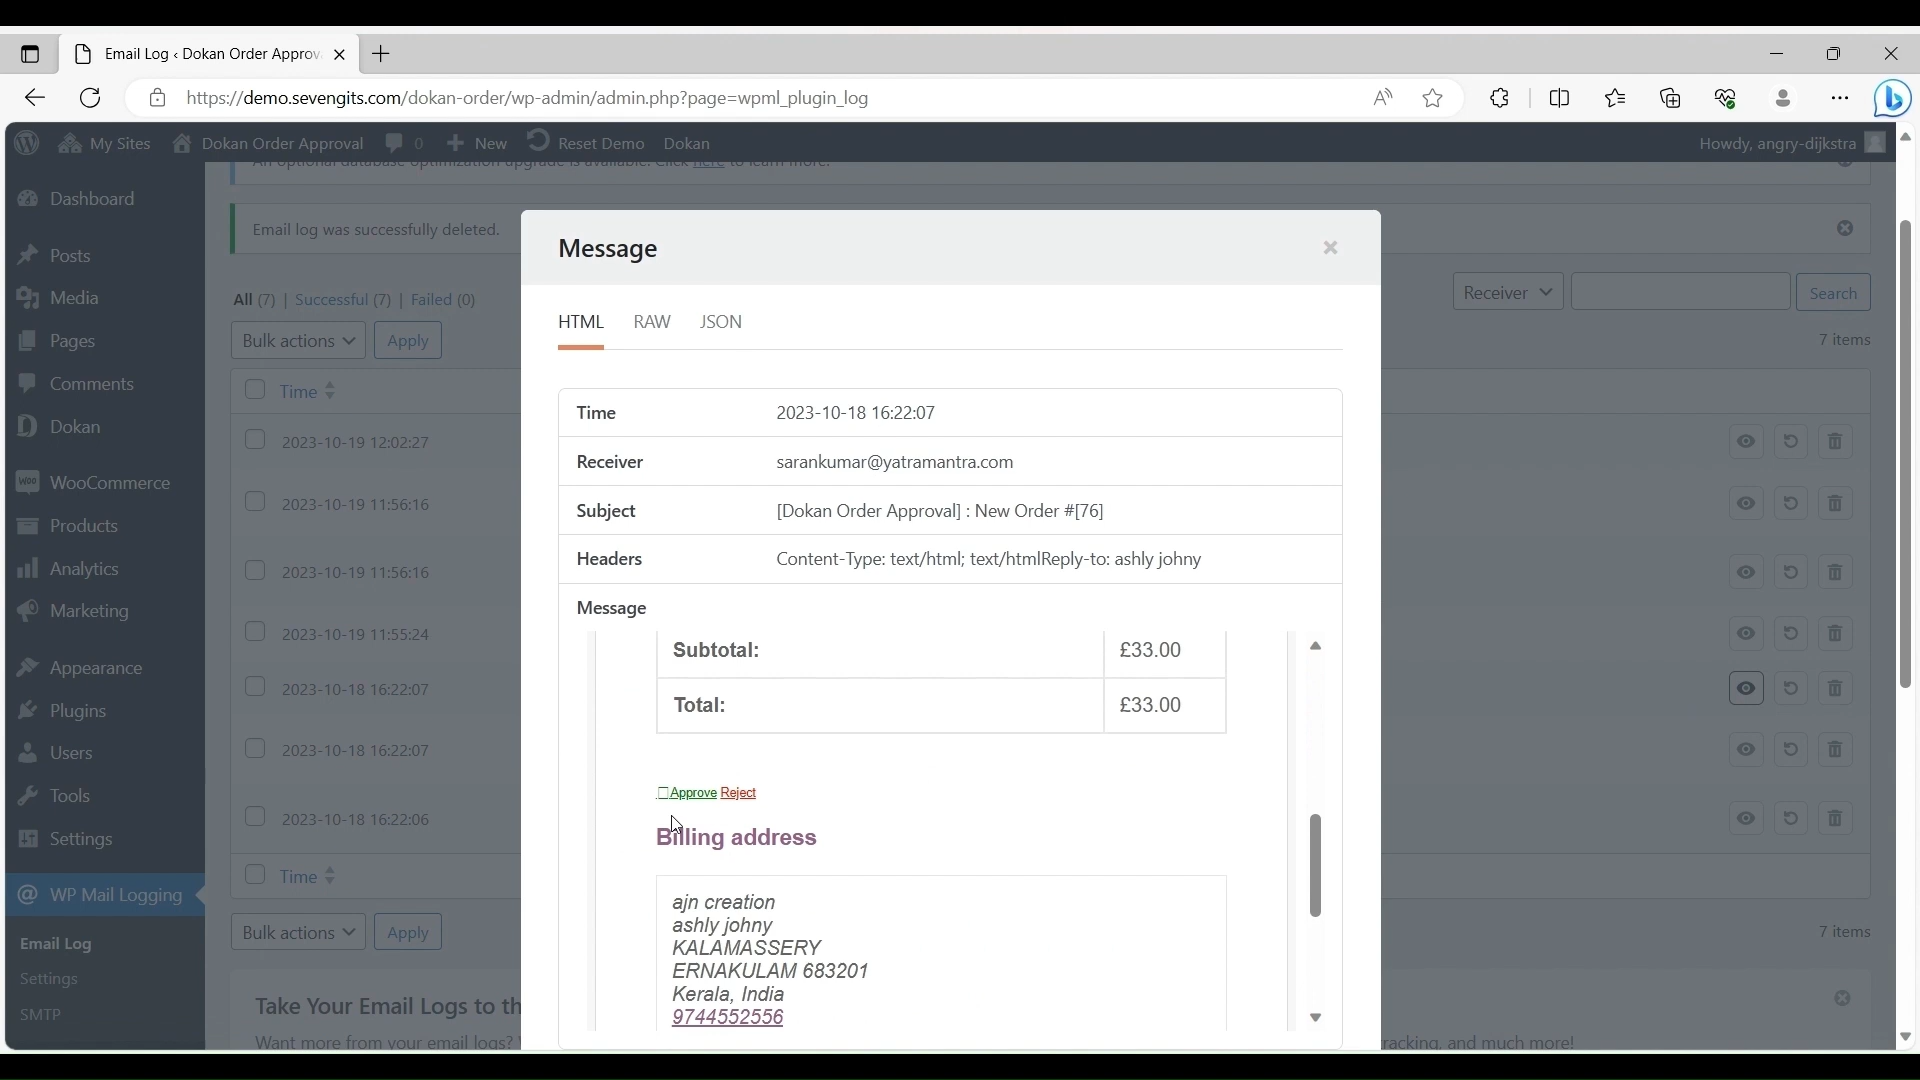 Email Log ‹ Dokan Order Approv
https://demo.sevengits.com/dokan-order/wp-admin/admin.php?page=wpml_plugin_log
My Sites Dokan Order Approval 0 New Reset Demo Dokan Howdy, angry-dijkstra
An optional database optimization upgrade is available. Click here to learn more.
Dashboard
Posts
Media
Pages
Comments
Dokan
WooCommerce
Products
Analytics
Marketing
Appearance
Plugins
Users
Tools
Settings
WP Mail Logging
Email Log
Settings
SMTP
Email log was successfully deleted.
All (7) | Successful (7) | Failed (0)
Receiver Search
Bulk actions Apply
7 items
Time
2023-10-19 12:02:27
2023-10-19 11:56:16
2023-10-19 11:56:16
2023-10-19 11:55:24
2023-10-18 16:22:07
2023-10-18 16:22:07
2023-10-18 16:22:06
Time
Bulk actions Apply
7 items
Take Your Email Logs to th
Want more from your email logs?
racking, and much more!
Message
HTML RAW JSON
Time 2023-10-18 16:22:07
Receiver sarankumar@yatramantra.com
Subject [Dokan Order Approval] : New Order #[76]
Headers Content-Type: text/html; text/htmlReply-to: ashly johny
Message
Subtotal: £33.00
Total: £33.00
Approve Reject
Billing address
ajn creation
ashly johny
KALAMASSERY
ERNAKULAM 683201
Kerala, India
9744552556